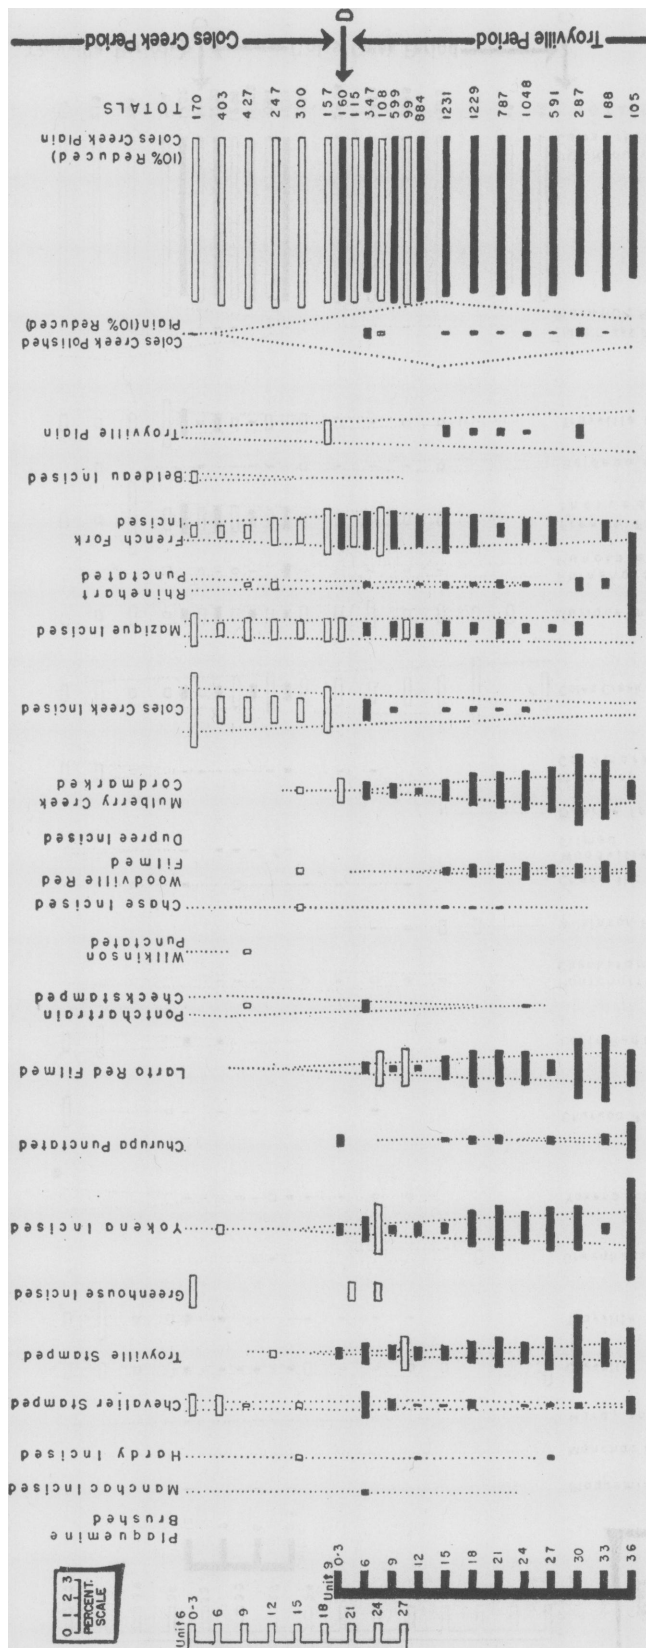 Troyville Period
D
Coles Creek Period
TOTALS
170
403
427
247
300
157
160
115
347
108
599
99
884
1231
1229
787
1048
591
287
188
105
Coles Creek Plain
(10% Reduced)
Coles Creek Polished
Plain(10% Reduced)
Troyville Plain
Beldeau Incised
French Fork
Incised
Rhinehart
Punctated
Mazique Incised
Coles Creek Incised
Mulberry Creek
Cordmarked
Dupree Incised
Woodville Red
Filmed
Chase Incised
Wilkinson
Punctated
Pontchartrain
Checkstamped
Larto Red Filmed
Churupa Punctated
Yokena Incised
Greenhouse Incised
Troyville Stamped
Chevalier Stamped
Hardy Incised
Manchac Incised
Plaquemine
Brushed
0 1 2 3
PERCENT.
SCALE
Unit 6
0-3
6
9
12
15
18
21
24
27
Unit 9
0-3
6
9
12
15
18
21
24
27
30
33
36